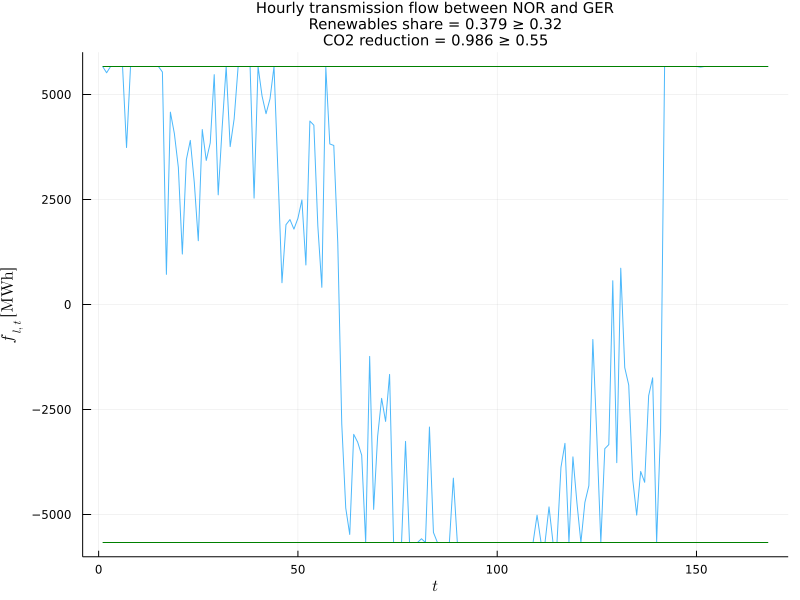 Hourly transmission flow between NOR and GER
Renewables share = 0.379 ≥ 0.32
CO2 reduction = 0.986 ≥ 0.55
5000
2500
0
−2500
−5000
f_{l,t} [MWh]
0
50
100
150
t